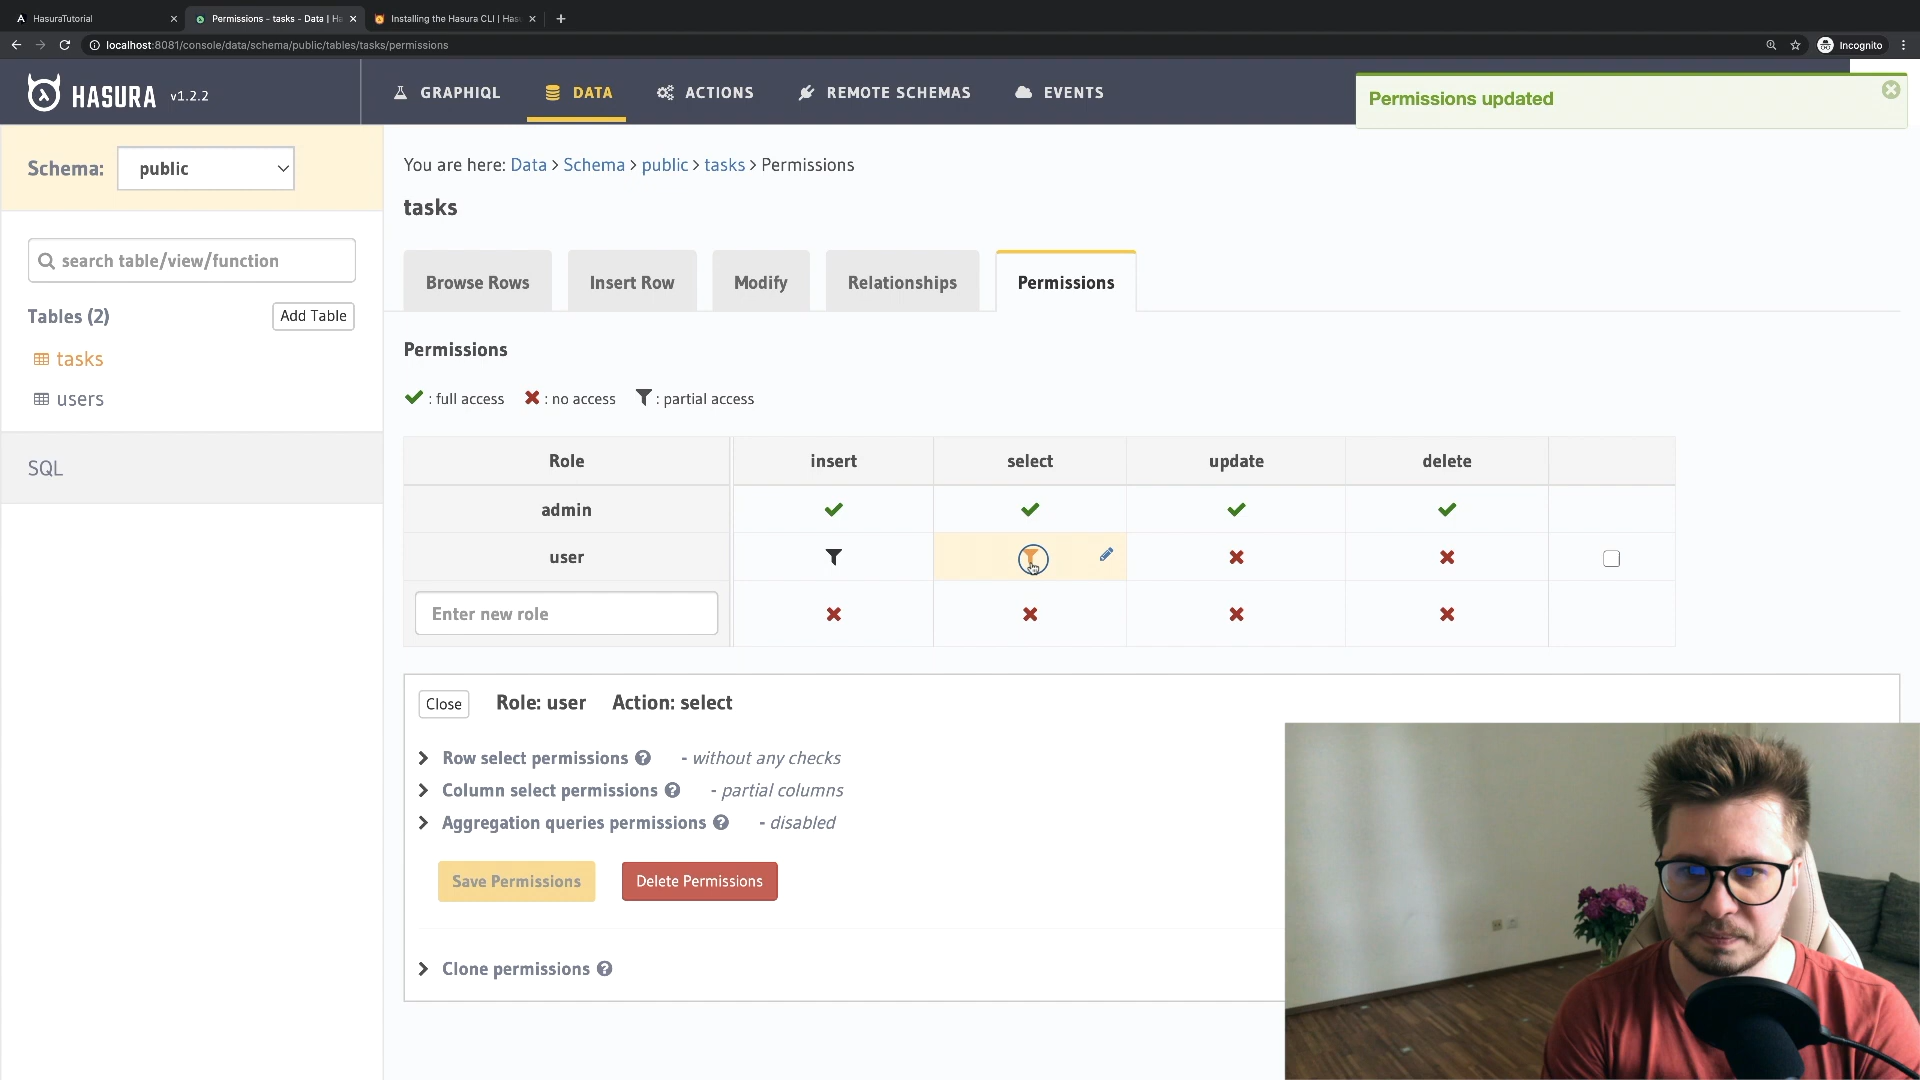 HasuraTutorial
Permissions - tasks - Data | Ha
Installing the Hasura CLI | Has
localhost:8081/console/data/schema/public/tables/tasks/permissions
Incognito
HASURA v1.2.2
GRAPHIQL
DATA
ACTIONS
REMOTE SCHEMAS
EVENTS
Permissions updated
Schema: public
You are here: Data > Schema > public > tasks > Permissions
tasks
search table/view/function
Browse Rows
Insert Row
Modify
Relationships
Permissions
Tables (2)
Add Table
tasks
users
SQL
Permissions
: full access : no access : partial access
Role insert select update delete
admin
user
Enter new role
Close Role: user Action: select
Row select permissions - without any checks
Column select permissions - partial columns
Aggregation queries permissions - disabled
Save Permissions
Delete Permissions
Clone permissions